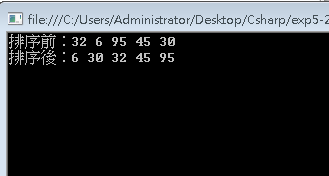 file:///C:/Users/Administrator/Desktop/Csharp/exp5-2
排序前：32 6 95 45 30
排序後：6 30 32 45 95